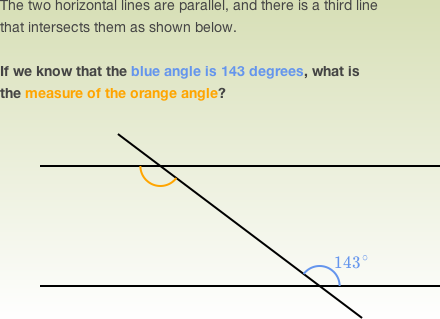 The two horizontal lines are parallel, and there is a third line
that intersects them as shown below.
If we know that the blue angle is 143 degrees, what is
the measure of the orange angle?
143°